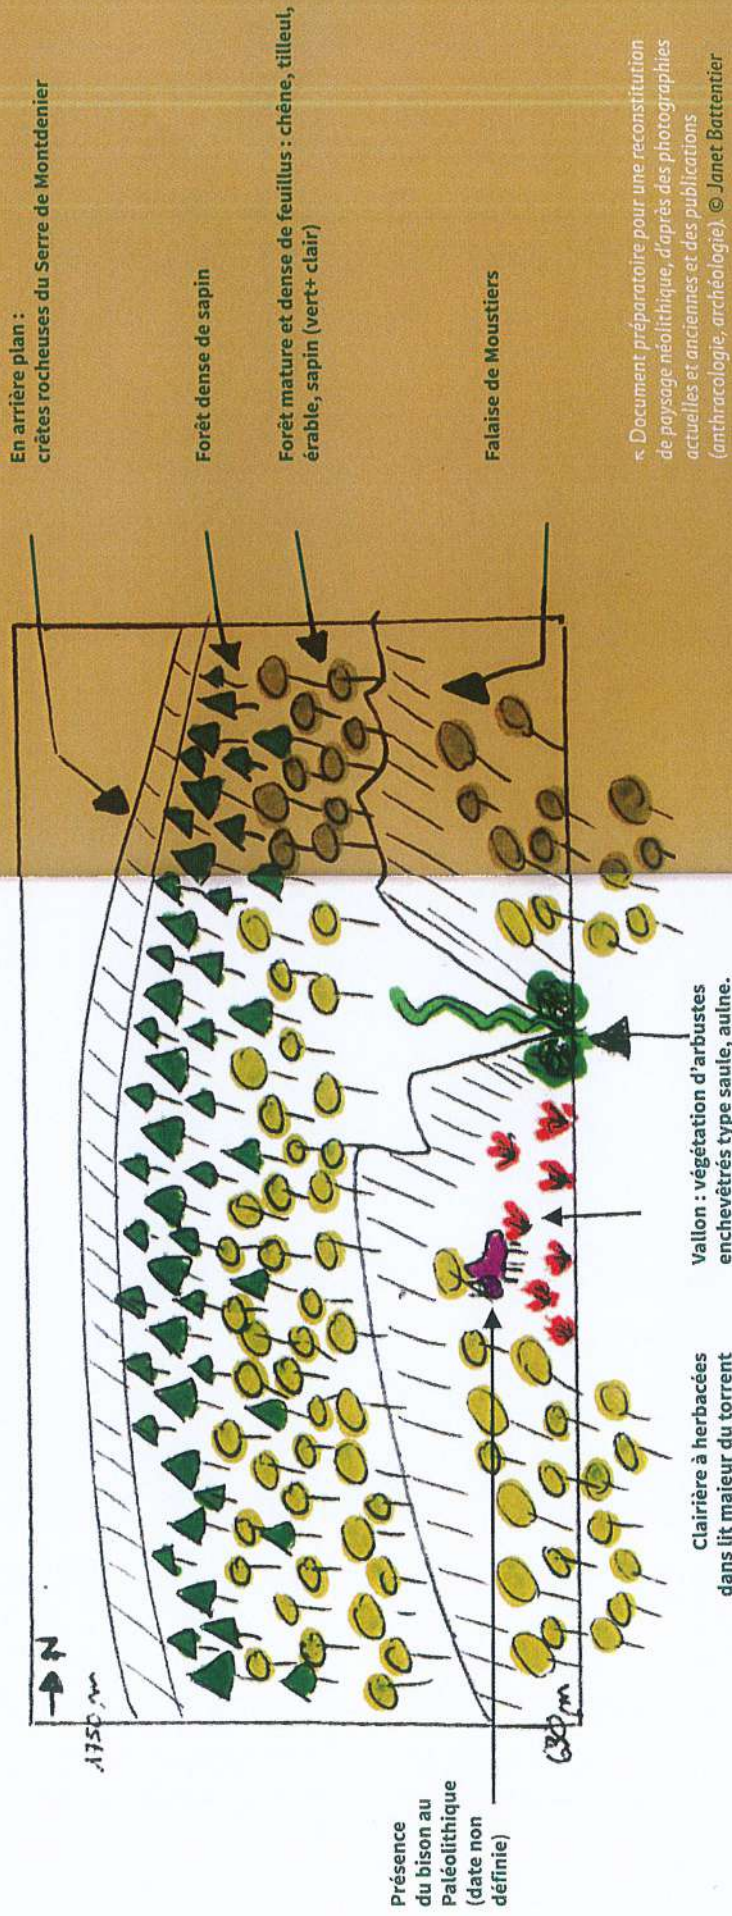 En arrière plan :
crêtes rocheuses du Serre de Montdenier
Forêt dense de sapin
Forêt mature et dense de feuillus : chêne, tilleul,
érable, sapin (vert+ clair)
Falaise de Moustiers
↖ Document préparatoire pour une reconstitution
de paysage néolithique, d'après des photographies
actuelles et anciennes et des publications
(anthracologie, archéologie). © Janet Battentier
N
1750 m
630 m
Présence
du bison au
Paléolithique
(date non
définie)
Clairière à herbacées
dans lit majeur du torrent
Vallon : végétation d'arbustes
enchevêtrés type saule, aulne.